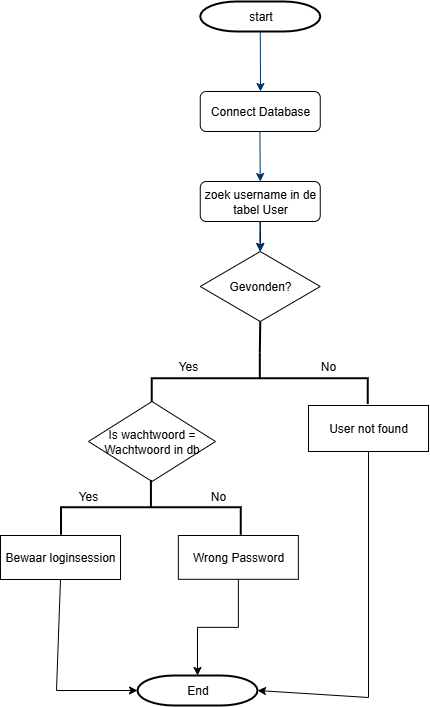 start
Connect Database
zoek username in de
tabel User
Gevonden?
Yes
No
Is wachtwoord =
Wachtwoord in db
User not found
Yes
No
Bewaar loginsession
Wrong Password
End